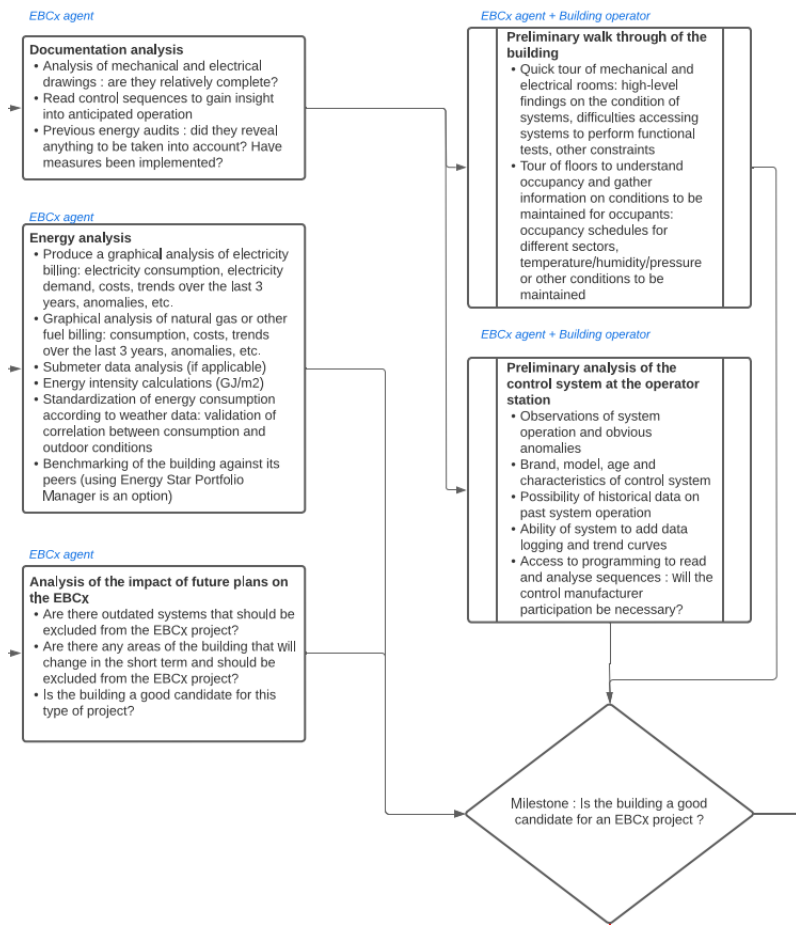 EBCx agent
Documentation analysis
• Analysis of mechanical and electrical
drawings : are they relatively complete?
• Read control sequences to gain insight
into anticipated operation
• Previous energy audits : did they reveal
anything to be taken into account? Have
measures been implemented?
EBCx agent
Energy analysis
• Produce a graphical analysis of electricity
billing: electricity consumption, electricity
demand, costs, trends over the last 3
years, anomalies, etc.
• Graphical analysis of natural gas or other
fuel billing: consumption, costs, trends
over the last 3 years, anomalies, etc.
• Submeter data analysis (if applicable)
• Energy intensity calculations (GJ/m2)
• Standardization of energy consumption
according to weather data: validation of
correlation between consumption and
outdoor conditions
• Benchmarking of the building against its
peers (using Energy Star Portfolio
Manager is an option)
EBCx agent
Analysis of the impact of future plans on
the EBCx
• Are there outdated systems that should be
excluded from the EBCx project?
• Are there any areas of the building that will
change in the short term and should be
excluded from the EBCx project?
• Is the building a good candidate for this
type of project?
EBCx agent + Building operator
Preliminary walk through of the
building
• Quick tour of mechanical and
electrical rooms: high-level
findings on the condition of
systems, difficulties accessing
systems to perform functional
tests, other constraints
• Tour of floors to understand
occupancy and gather
information on conditions to be
maintained for occupants:
occupancy schedules for
different sectors,
temperature/humidity/pressure
or other conditions to be
maintained
EBCx agent + Building operator
Preliminary analysis of the
control system at the operator
station
• Observations of system
operation and obvious
anomalies
• Brand, model, age and
characteristics of control system
• Possibility of historical data on
past system operation
• Ability of system to add data
logging and trend curves
• Access to programming to read
and analyse sequences : will the
control manufacturer
participation be necessary?
Milestone : Is the building a good
candidate for an EBCx project ?